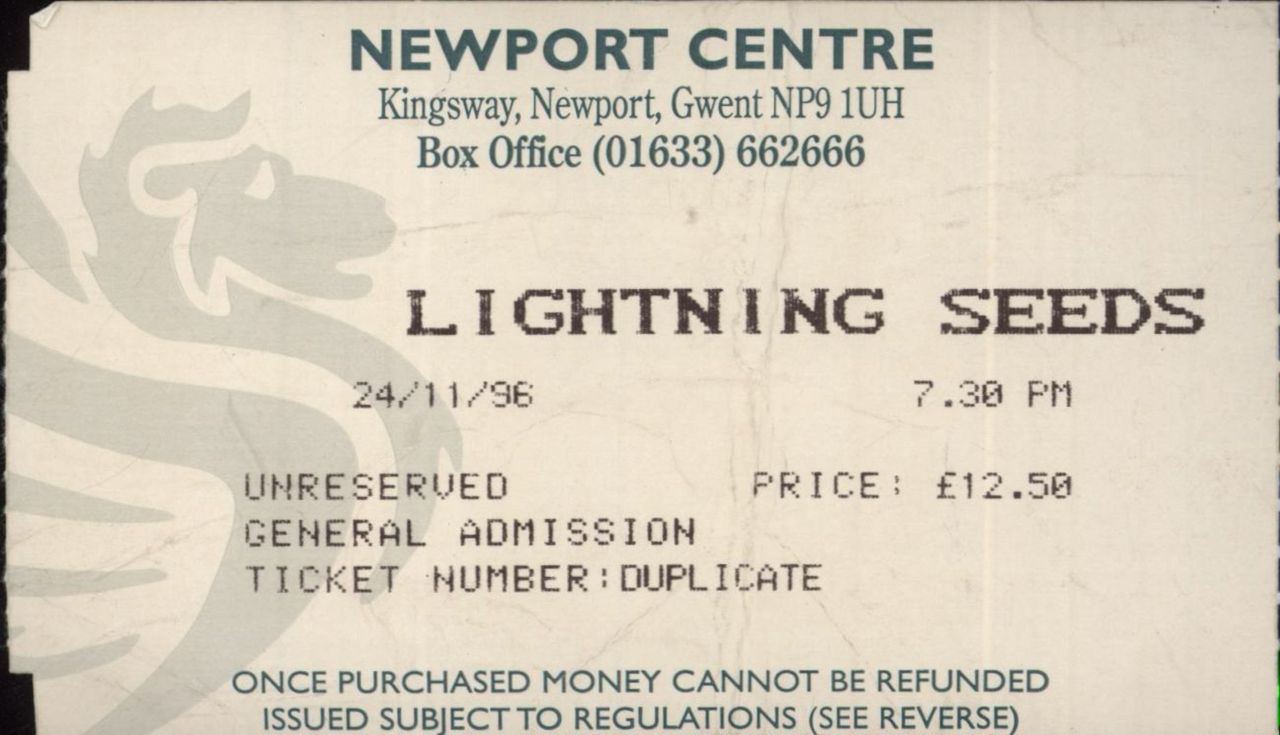 NEWPORT CENTRE
Kingsway, Newport, Gwent NP9 1UH
Box Office (01633) 662666
LIGHTNING SEEDS
24/11/96 7.30 PM
UNRESERVED PRICE: £12.50
GENERAL ADMISSION
TICKET NUMBER:DUPLICATE
ONCE PURCHASED MONEY CANNOT BE REFUNDED
ISSUED SUBJECT TO REGULATIONS (SEE REVERSE)